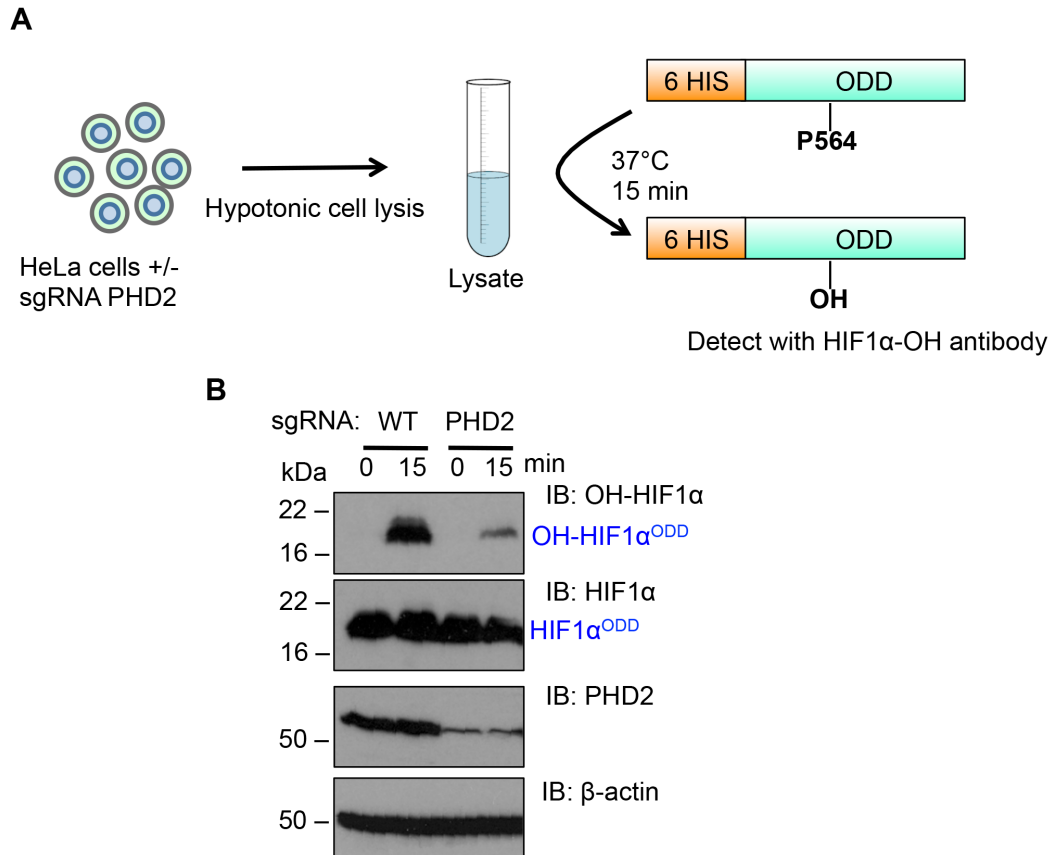 A
6 HIS ODD
P564
37°C
15 min
Hypotonic cell lysis
6 HIS ODD
HeLa cells +/-
sgRNA PHD2
Lysate
OH
Detect with HIF1α-OH antibody
B
sgRNA: WT PHD2
kDa 0 15 0 15 min
IB: OH-HIF1α
22 –
OH-HIF1αODD
16 –
IB: HIF1α
22 –
HIF1αODD
16 –
IB: PHD2
50 –
IB: β-actin
50 –